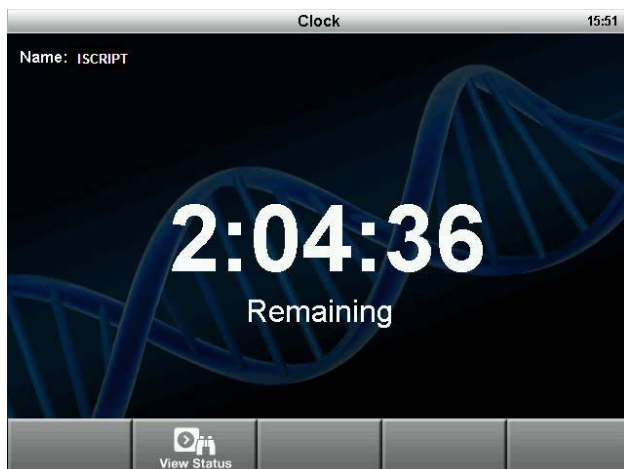 Clock 15:51
Name: ISCRIPT
2:04:36
Remaining
View Status